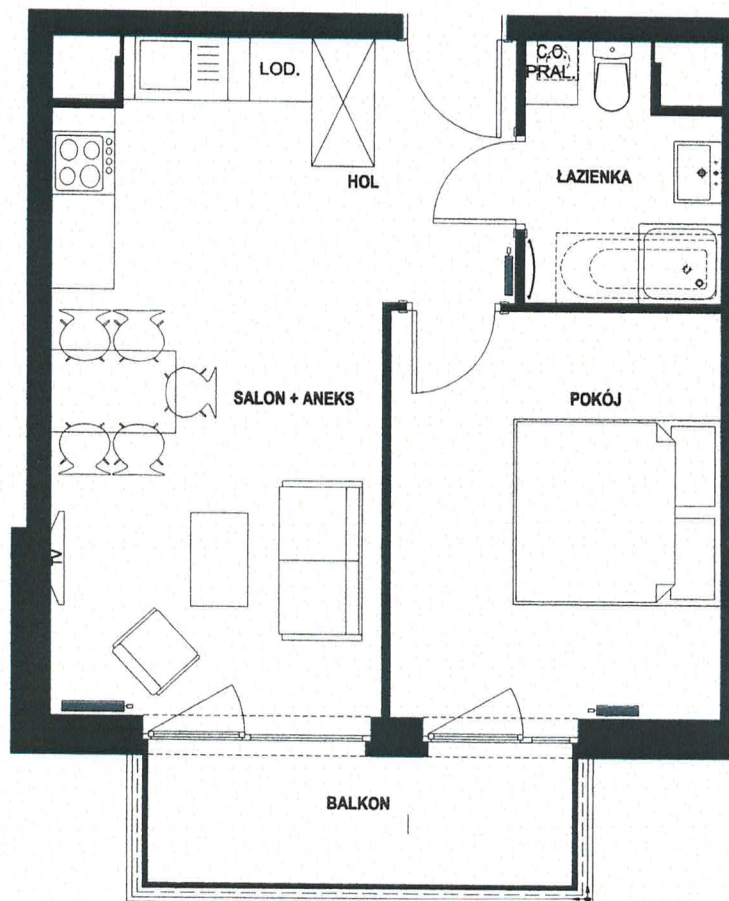 C.O.
PRAL.
LOD.
HOL
ŁAZIENKA
SALON + ANEKS
POKÓJ
TV
BALKON